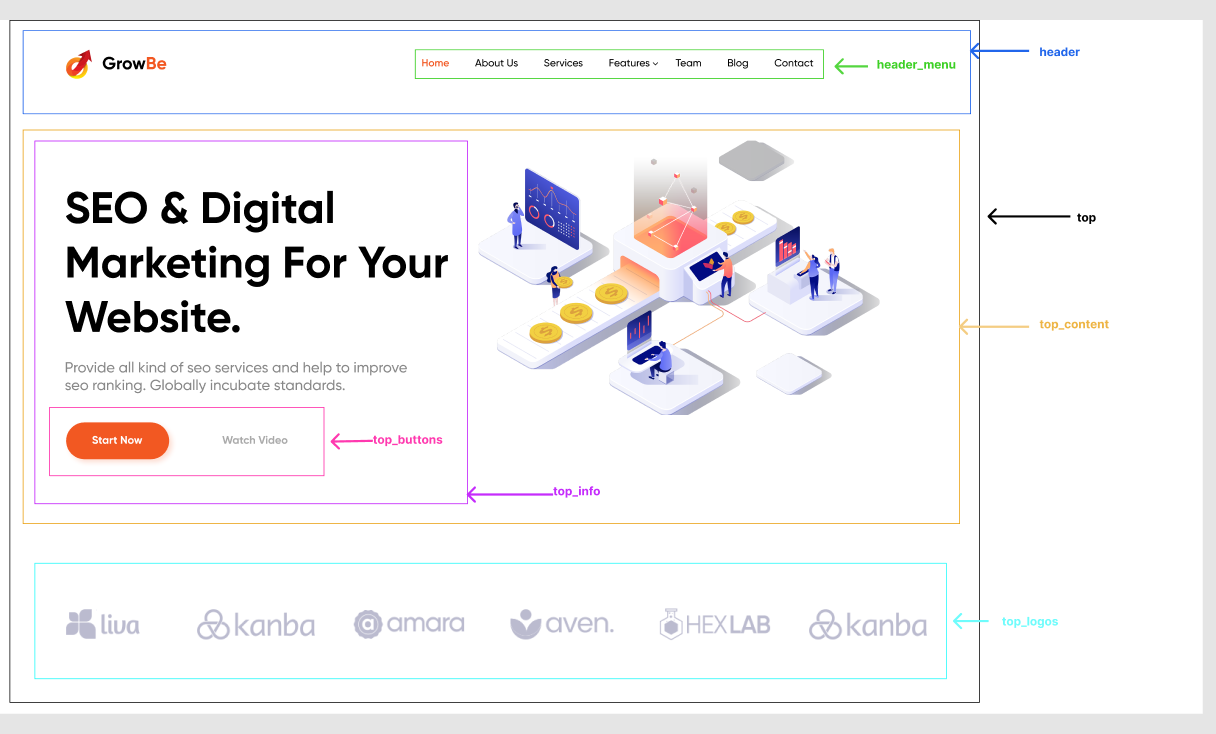 GrowBe
Home About Us Services Features Team Blog Contact
header_menu
header
SEO & Digital
Marketing For Your
Website.
top
top_content
Provide all kind of seo services and help to improve
seo ranking. Globally incubate standards.
Start Now Watch Video
top_buttons
top_info
liva kanba amara aven. HEXLAB kanba
top_logos